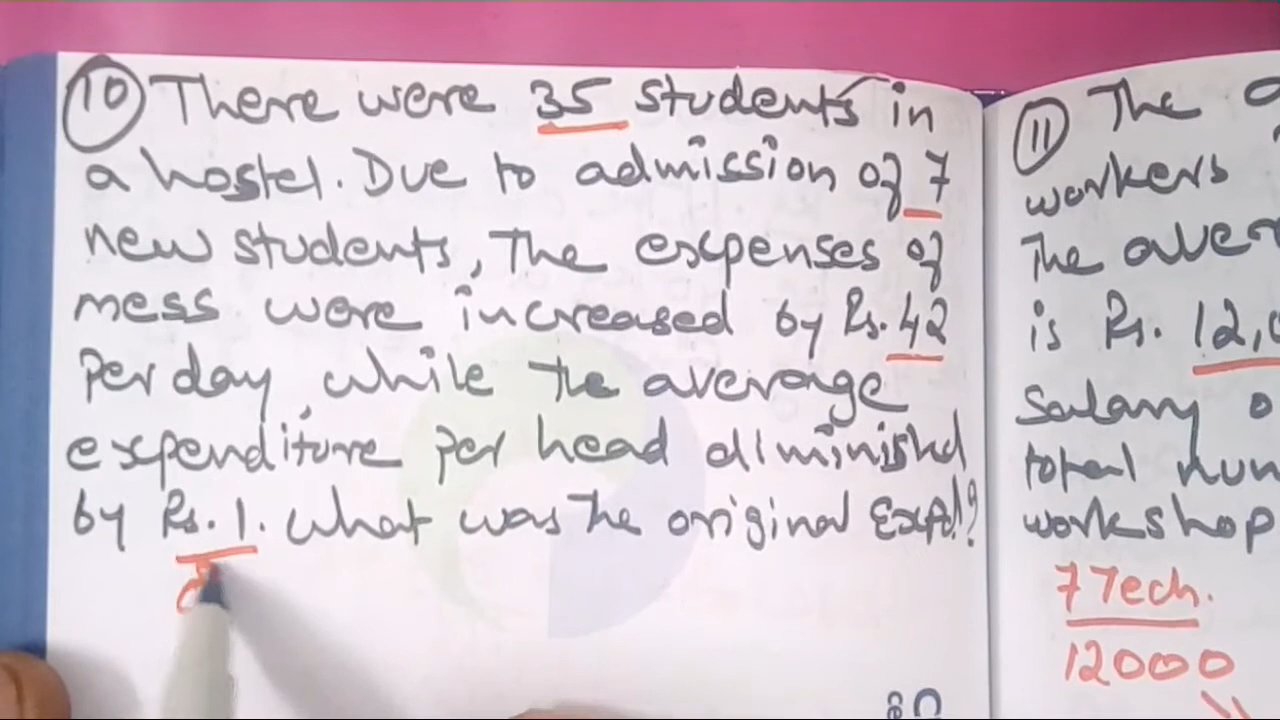 10 There were 35 students in
a hostel. Due to admission of 7
new students, The expenses of
mess were increased by Rs. 42
Per day, while the average
expenditure per head diminishd
by Rs. 1. What was the original Expd?
11 The
workers
The aver
is Rs. 12,
Salary o
total num
workshop
7 Tech.
12000